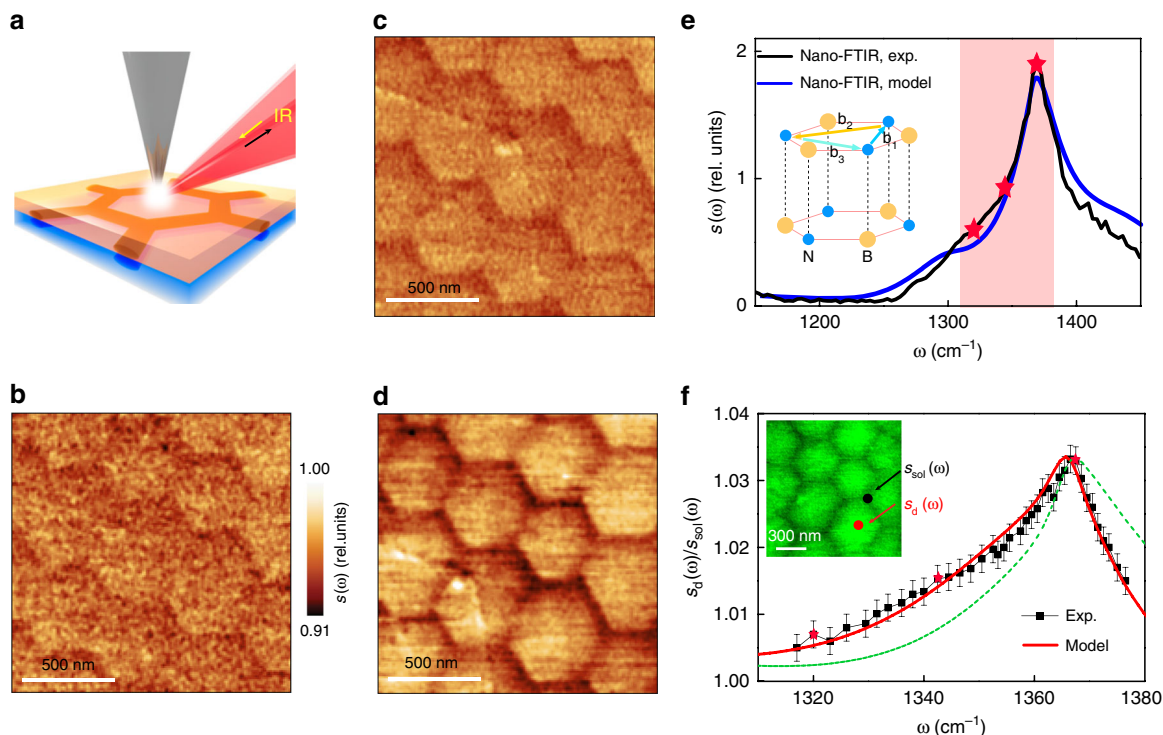 a
IR
b
500 nm
1.00
s(ω) (rel.units)
0.91
c
500 nm
d
500 nm
e
2
1
0
s(ω) (rel. units)
Nano-FTIR, exp.
Nano-FTIR, model
b2
b1
b3
N
B
1200
1300
1400
ω (cm−1)
f
1.04
1.03
1.02
1.01
1.00
sd(ω)/ssol(ω)
ssol(ω)
sd(ω)
300 nm
Exp.
Model
1320
1340
1360
1380
ω (cm−1)